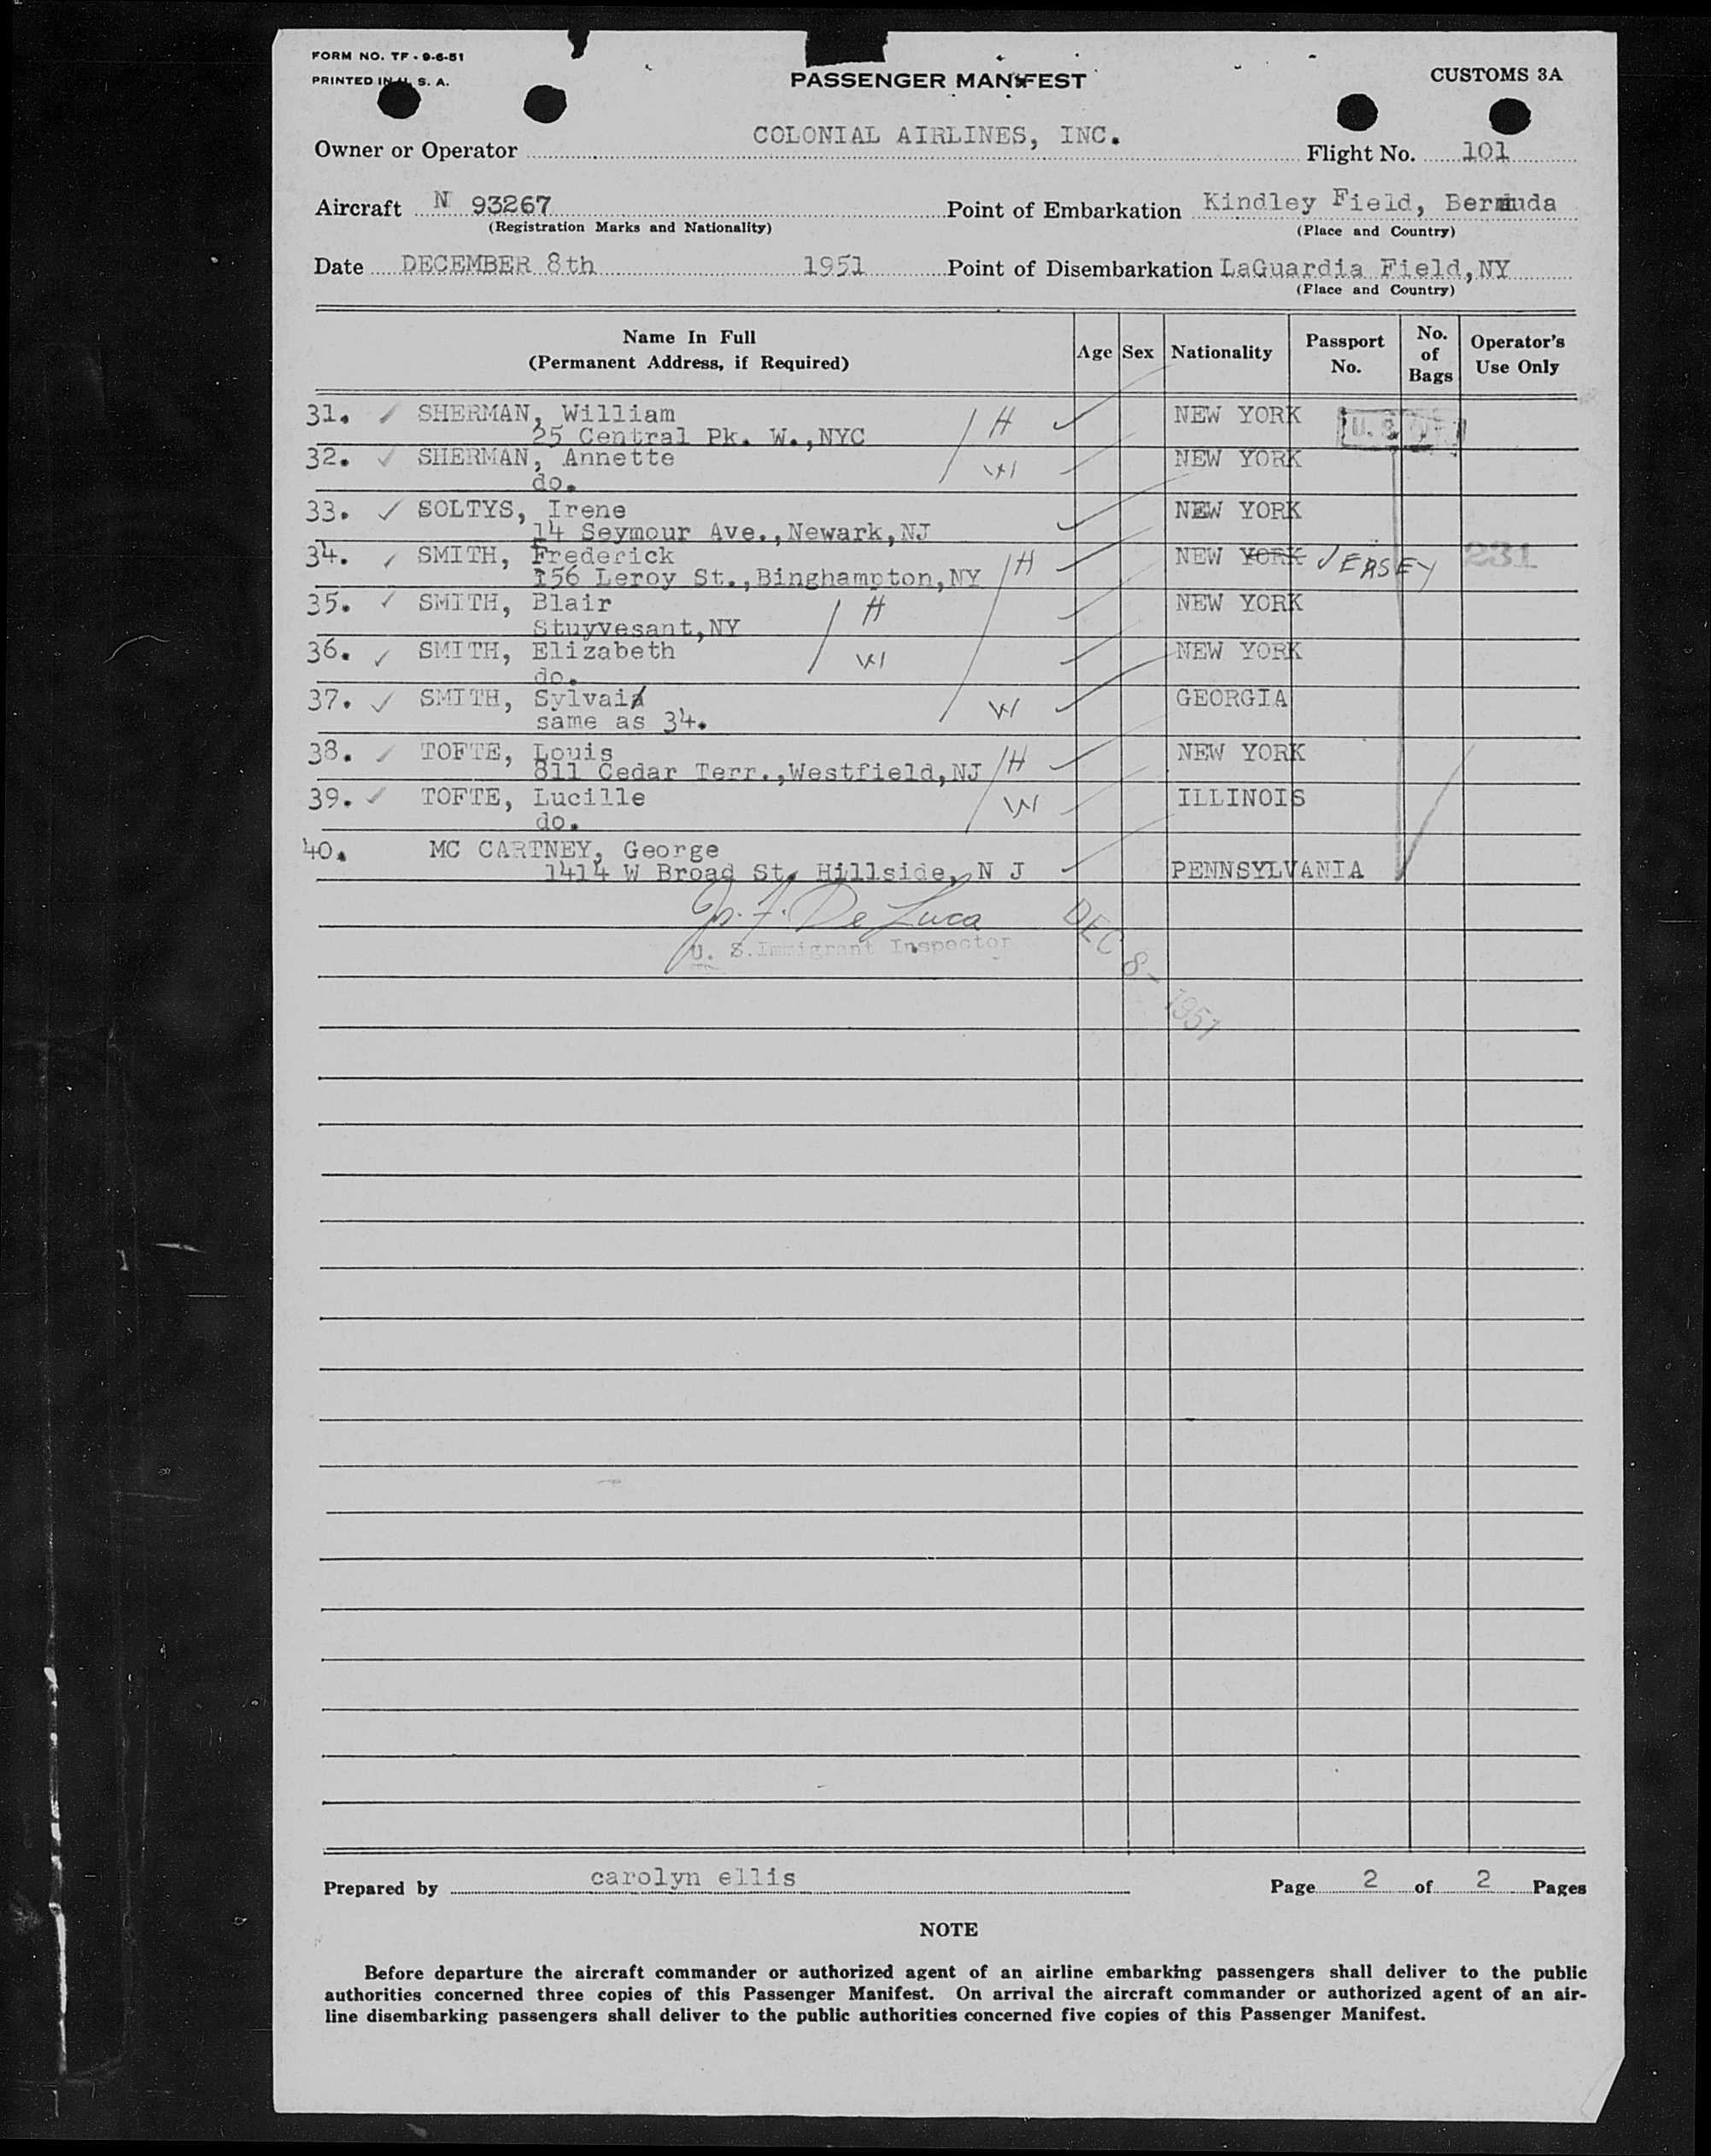 FORM NO. TF - 9-6-51
PRINTED IN U. S. A.
PASSENGER MANIFEST
CUSTOMS 3A
Owner or Operator COLONIAL AIRLINES, INC. Flight No. 101
Aircraft N 93267 Point of Embarkation Kindley Field, Bermuda
(Registration Marks and Nationality) (Place and Country)
Date DECEMBER 8th 1951 Point of Disembarkation LaGuardia Field,NY
(Place and Country)
Name In Full
(Permanent Address, if Required)
Age Sex Nationality Passport No. No. of Bags Operator's Use Only
31. ✓ SHERMAN, William H ✓ NEW YORK
25 Central Pk. W.,NYC
32. ✓ SHERMAN, Annette W NEW YORK
do.
33. ✓ SOLTYS, Irene ✓ NEW YORK
14 Seymour Ave.,Newark,NJ
34. ✓ SMITH, Frederick H ✓ NEW YORK JERSEY 231
156 Leroy St.,Binghampton,NY
35. ✓ SMITH, Blair H ✓ NEW YORK
Stuyvesant,NY
36. ✓ SMITH, Elizabeth W ✓ NEW YORK
do.
37. ✓ SMITH, Sylvai W ✓ GEORGIA
same as 34.
38. ✓ TOFTE, Louis H ✓ NEW YORK
811 Cedar Terr.,Westfield,NJ
39. ✓ TOFTE, Lucille W ✓ ILLINOIS
do.
40. MC CARTNEY, George
1414 W Broad St, Hillside, N J ✓ PENNSYLVANIA
De Luca
U. S. Immigrant Inspector
DEC 8 - 1951
Prepared by carolyn ellis Page 2 of 2 Pages
NOTE
Before departure the aircraft commander or authorized agent of an airline embarking passengers shall deliver to the public
authorities concerned three copies of this Passenger Manifest. On arrival the aircraft commander or authorized agent of an air-
line disembarking passengers shall deliver to the public authorities concerned five copies of this Passenger Manifest.